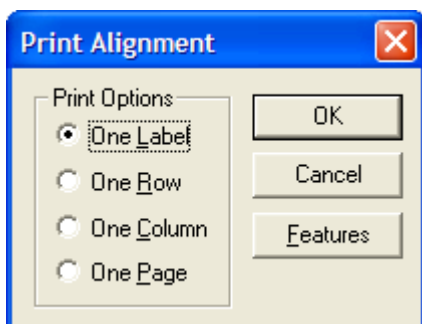 Print Alignment
Print Options
One Label
One Row
One Column
One Page
OK
Cancel
Features